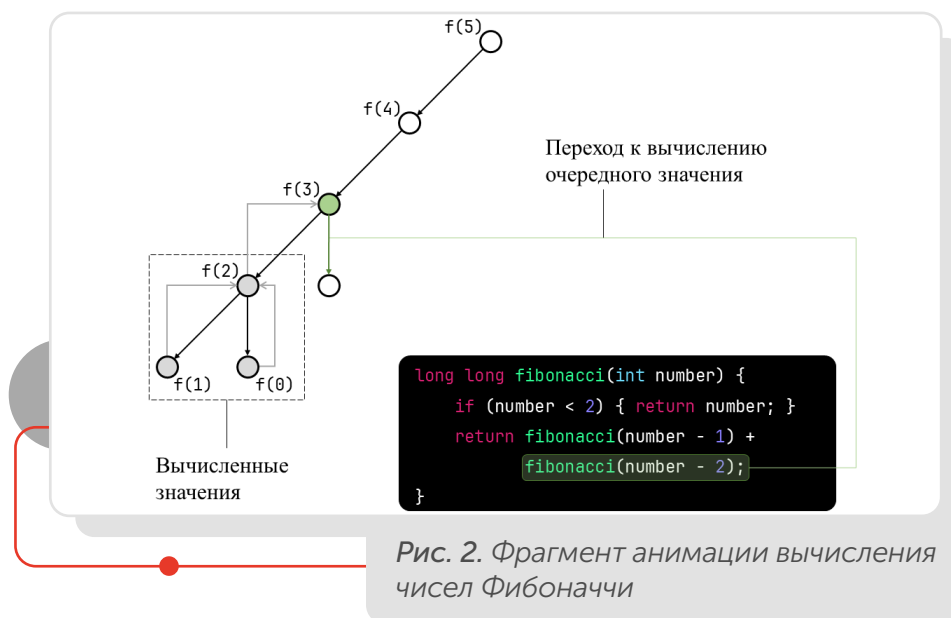 f(5)
f(4)
Переход к вычислению
очередного значения
f(3)
f(2)
f(1)
f(0)
long long fibonacci(int number) {
if (number < 2) { return number; }
return fibonacci(number - 1) +
fibonacci(number - 2);
}
Вычисленные
значения
Рис. 2. Фрагмент анимации вычисления
чисел Фибоначчи